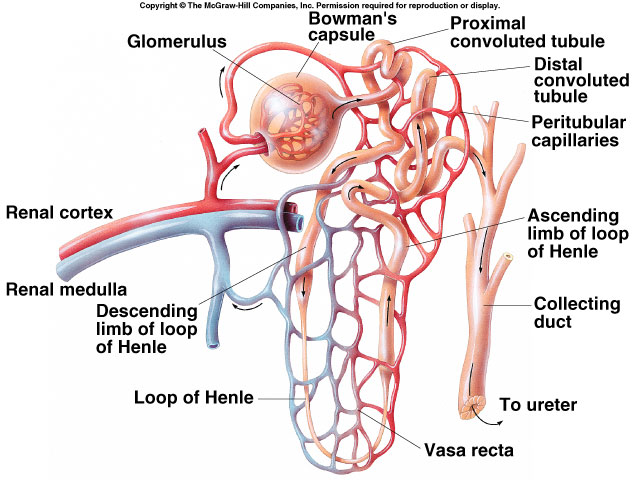 Copyright © The McGraw-Hill Companies, Inc. Permission required for reproduction or display.
Bowman's
capsule
Glomerulus
Proximal
convoluted tubule
Distal
convoluted
tubule
Peritubular
capillaries
Renal cortex
Ascending
limb of loop
of Henle
Renal medulla
Descending
limb of loop
of Henle
Collecting
duct
Loop of Henle
To ureter
Vasa recta